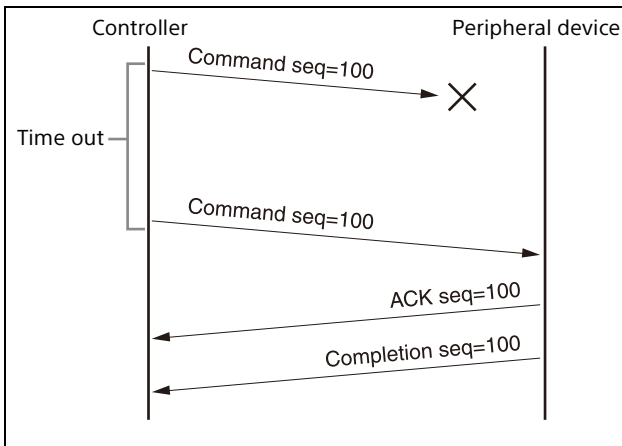 Controller
Peripheral device
Command seq=100
Time out
Command seq=100
ACK seq=100
Completion seq=100